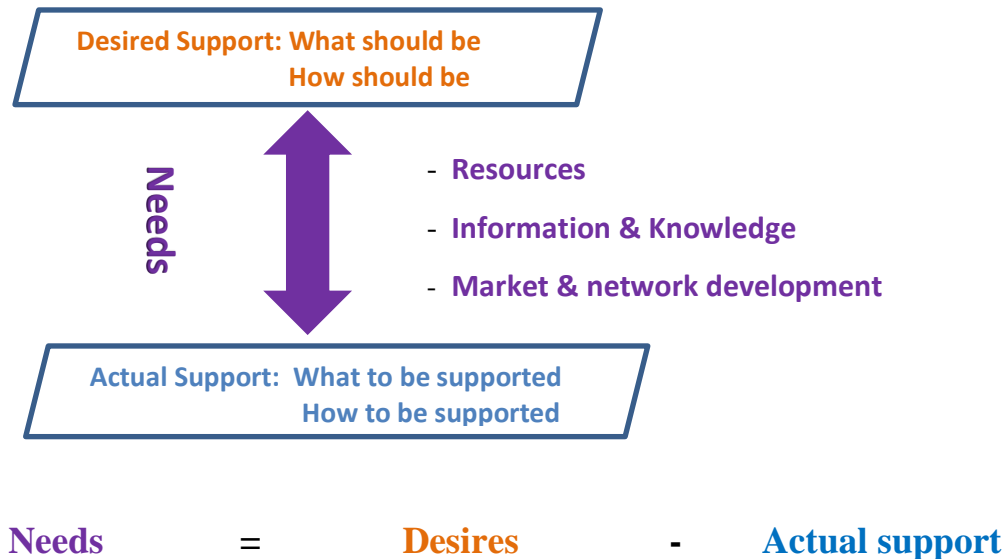 Desired Support: What should be
How should be
Needs
- Resources
- Information & Knowledge
- Market & network development
Actual Support: What to be supported
How to be supported
Needs = Desires - Actual support